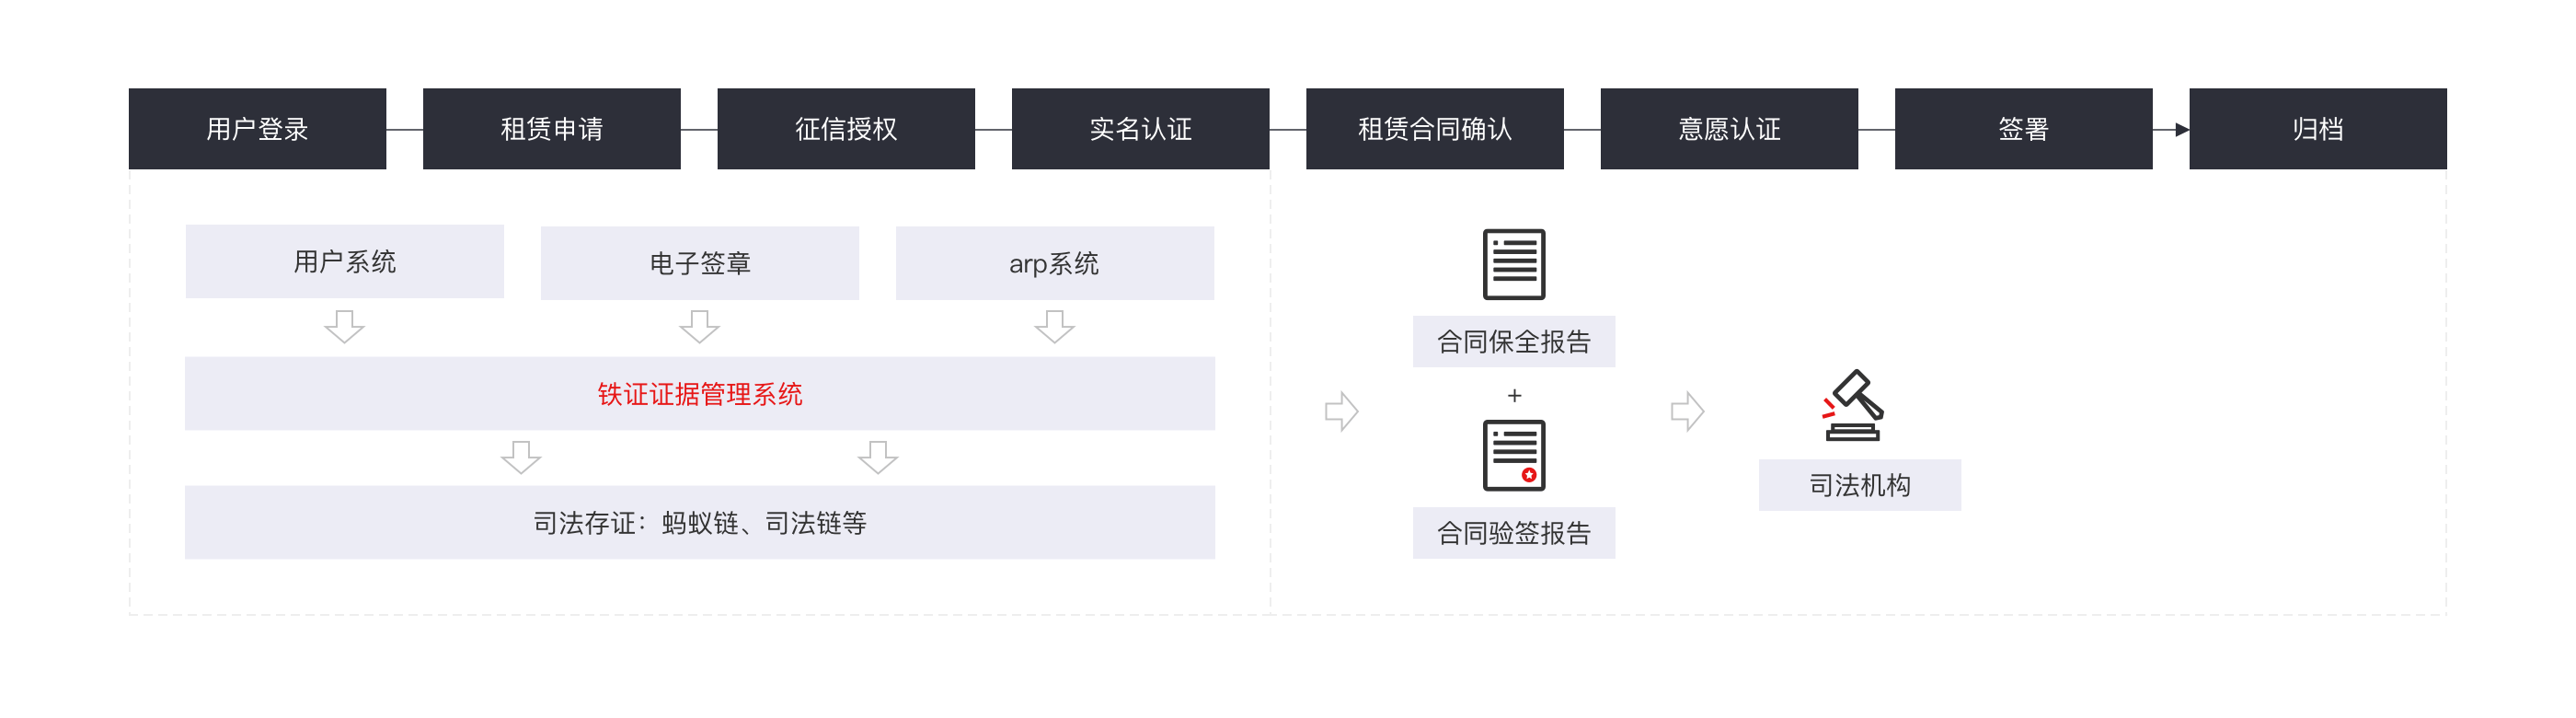 用户登录
租赁申请
征信授权
实名认证
租赁合同确认
意愿认证
签署
归档
用户系统
电子签章
arp系统
铁证证据管理系统
司法存证：蚂蚁链、司法链等
合同保全报告
+
合同验签报告
司法机构